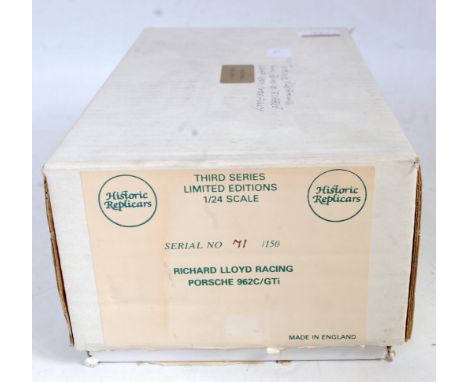 THIRD SERIES
LIMITED EDITIONS
1/24 SCALE
Historic
Replicars
Historic
Replicars
SERIAL NO 71 /150
RICHARD LLOYD RACING
PORSCHE 962C/GTi
MADE IN ENGLAND